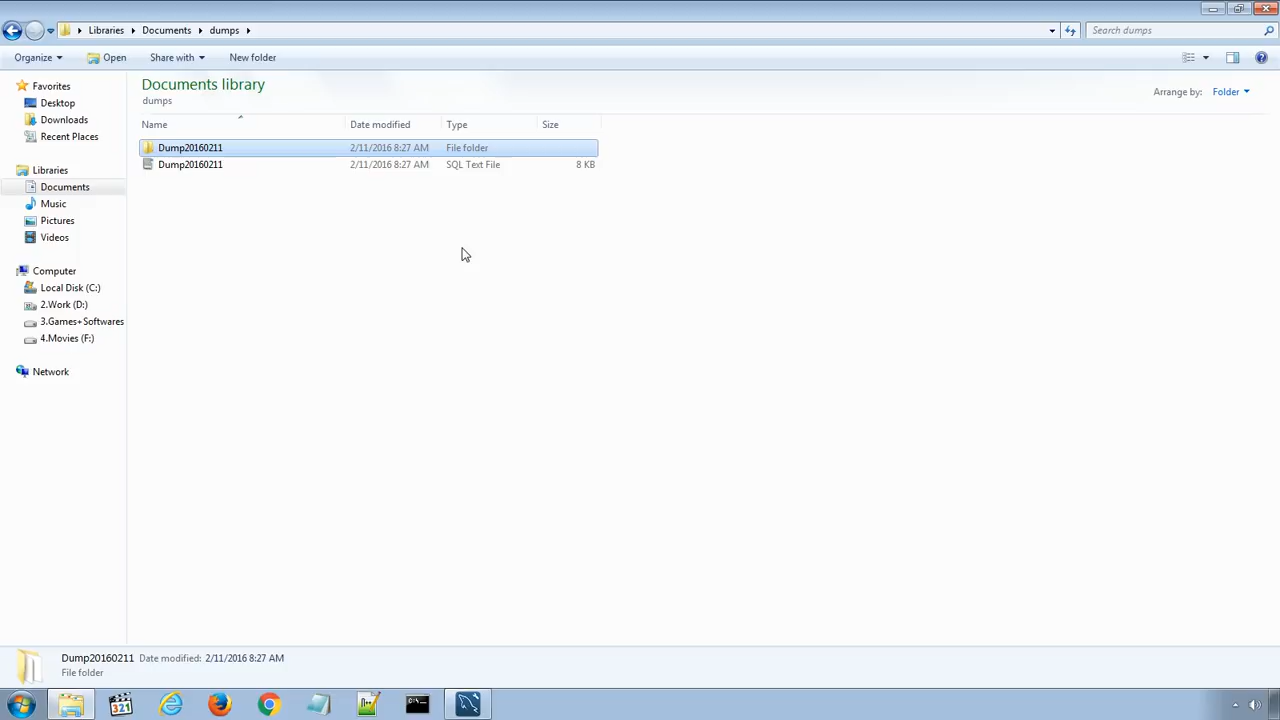 Libraries Documents dumps
Search dumps
Organize Open Share with New folder
Documents library
dumps
Arrange by: Folder
Name Date modified Type Size
Dump20160211 2/11/2016 8:27 AM File folder
Dump20160211 2/11/2016 8:27 AM SQL Text File 8 KB
Favorites
Desktop
Downloads
Recent Places
Libraries
Documents
Music
Pictures
Videos
Computer
Local Disk (C:)
2.Work (D:)
3.Games+Softwares
4.Movies (F:)
Network
Dump20160211 Date modified: 2/11/2016 8:27 AM
File folder
321